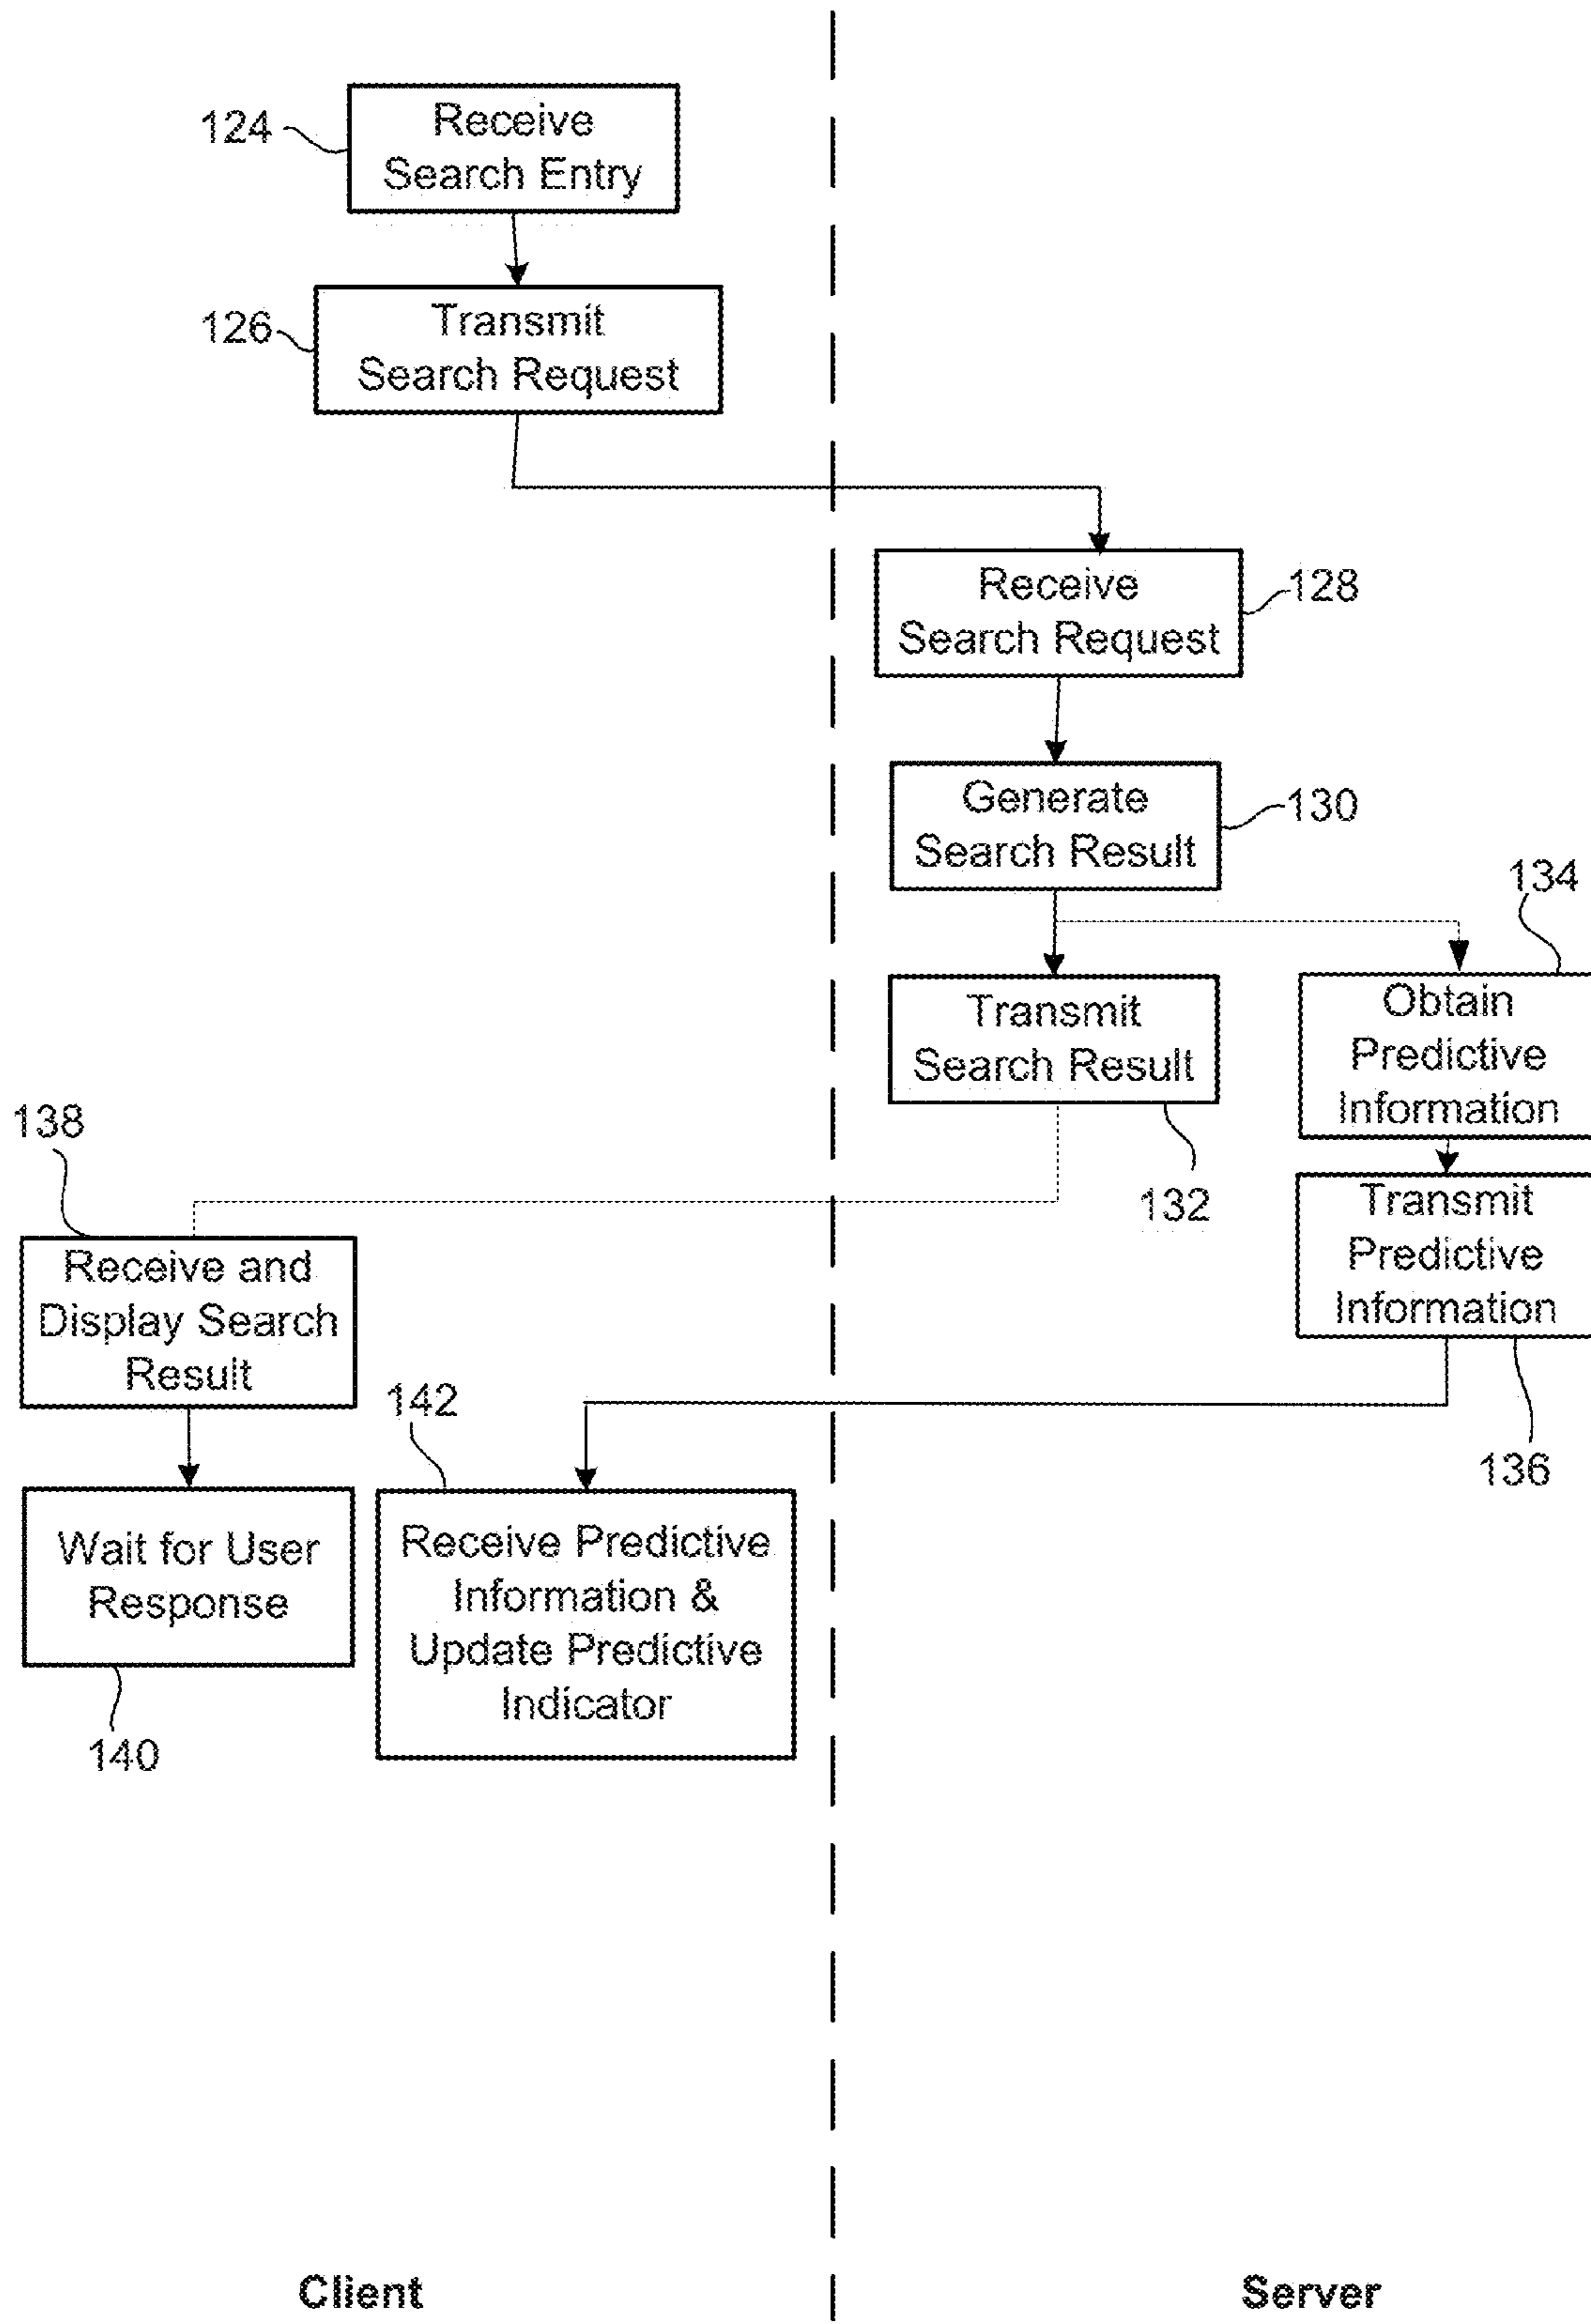 124
Receive
Search Entry
126
Transmit
Search Request
Receive
Search Request
128
Generate
Search Result
130
134
Transmit
Search Result
132
Obtain
Predictive
Information
Transmit
Predictive
Information
136
138
Receive and
Display Search
Result
142
Wait for User
Response
140
Receive Predictive
Information &
Update Predictive
Indicator
Client
Server